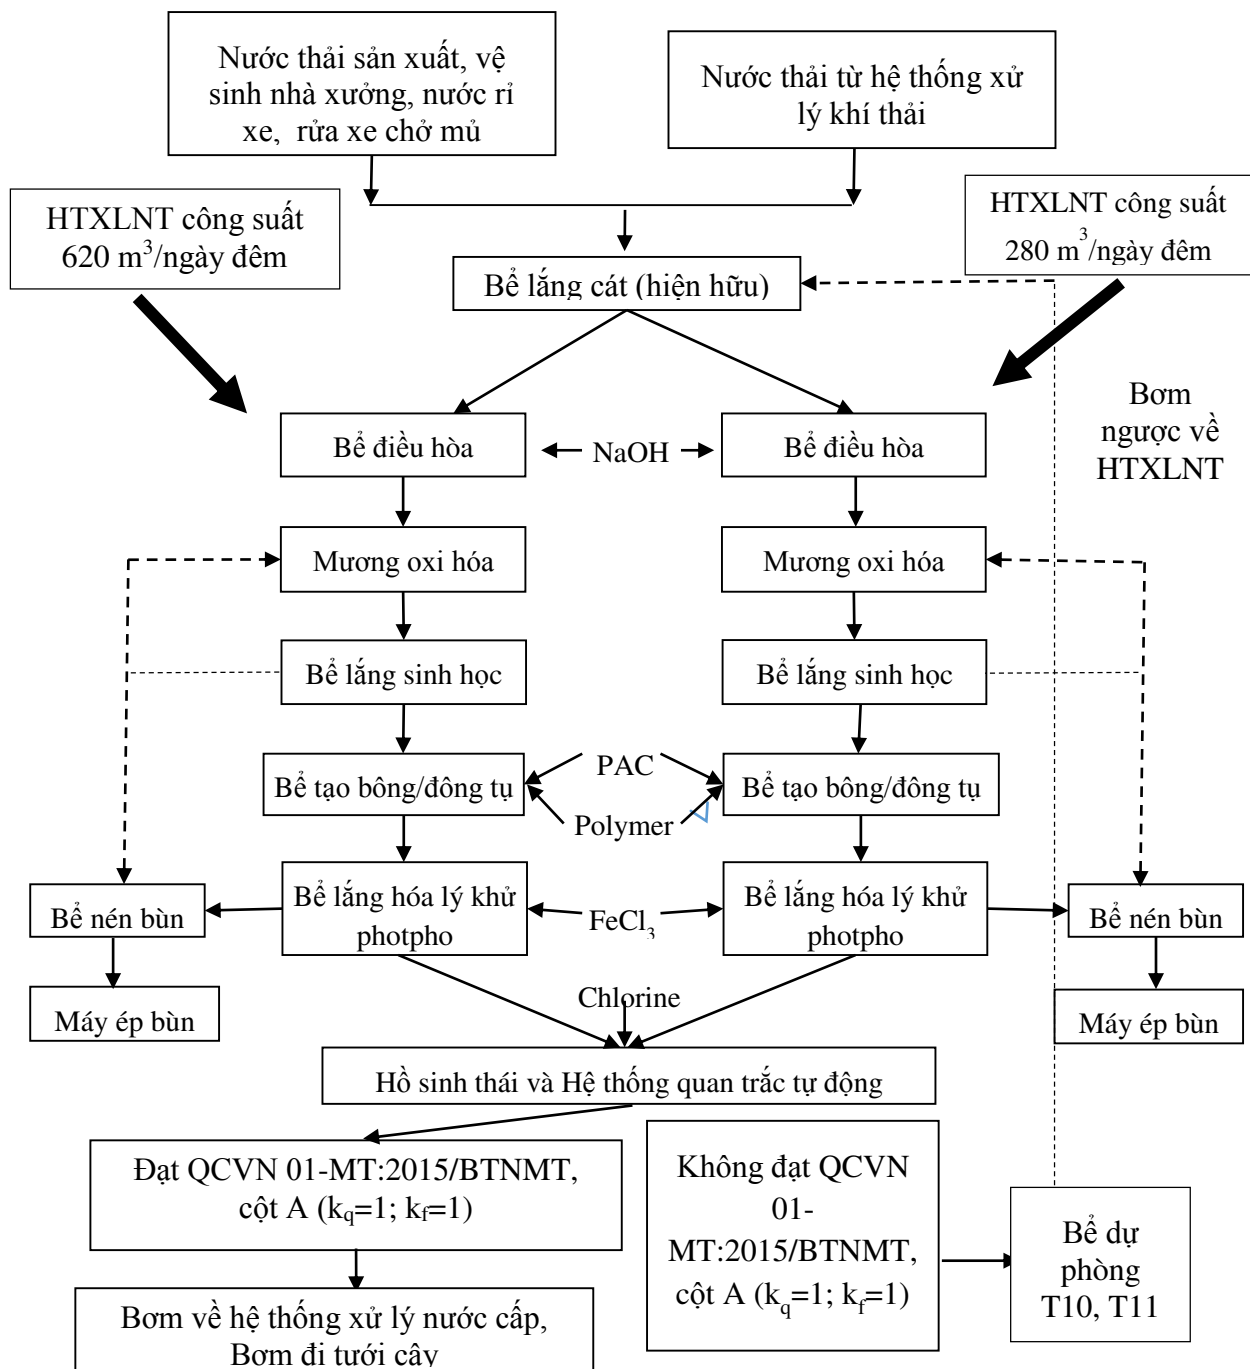 Nước thải sản xuất, vệ
sinh nhà xưởng, nước rỉ
xe,  rửa xe chở mủ
Nước thải từ hệ thống xử
lý khí thải
HTXLNT công suất
620 m³/ngày đêm
HTXLNT công suất
280 m³/ngày đêm
Bể lắng cát (hiện hữu)
Bơm
ngược về
HTXLNT
Bể điều hòa
NaOH
Bể điều hòa
Mương oxi hóa
Mương oxi hóa
Bể lắng sinh học
Bể lắng sinh học
PAC
Bể tạo bông/đông tụ
Bể tạo bông/đông tụ
Polymer
Bể lắng hóa lý khử
photpho
FeCl₃
Bể lắng hóa lý khử
photpho
Bể nén bùn
Bể nén bùn
Máy ép bùn
Chlorine
Máy ép bùn
Hồ sinh thái và Hệ thống quan trắc tự động
Đạt QCVN 01-MT:2015/BTNMT,
cột A (kq=1; kf=1)
Không đạt QCVN
01-
MT:2015/BTNMT,
cột A (kq=1; kf=1)
Bể dự
phòng
T10, T11
Bơm về hệ thống xử lý nước cấp,
Bơm đi tưới cây